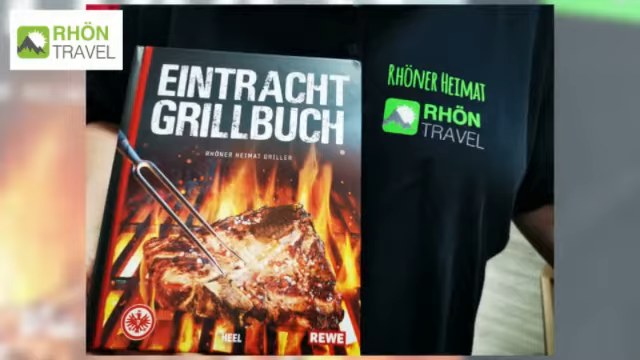 RHÖN
TRAVEL
EINTRACHT
GRILLBUCH
RHÖNER HEIMAT GRILLER
HEEL
REWE
RHÖNER HEIMAT
RHÖN
TRAVEL